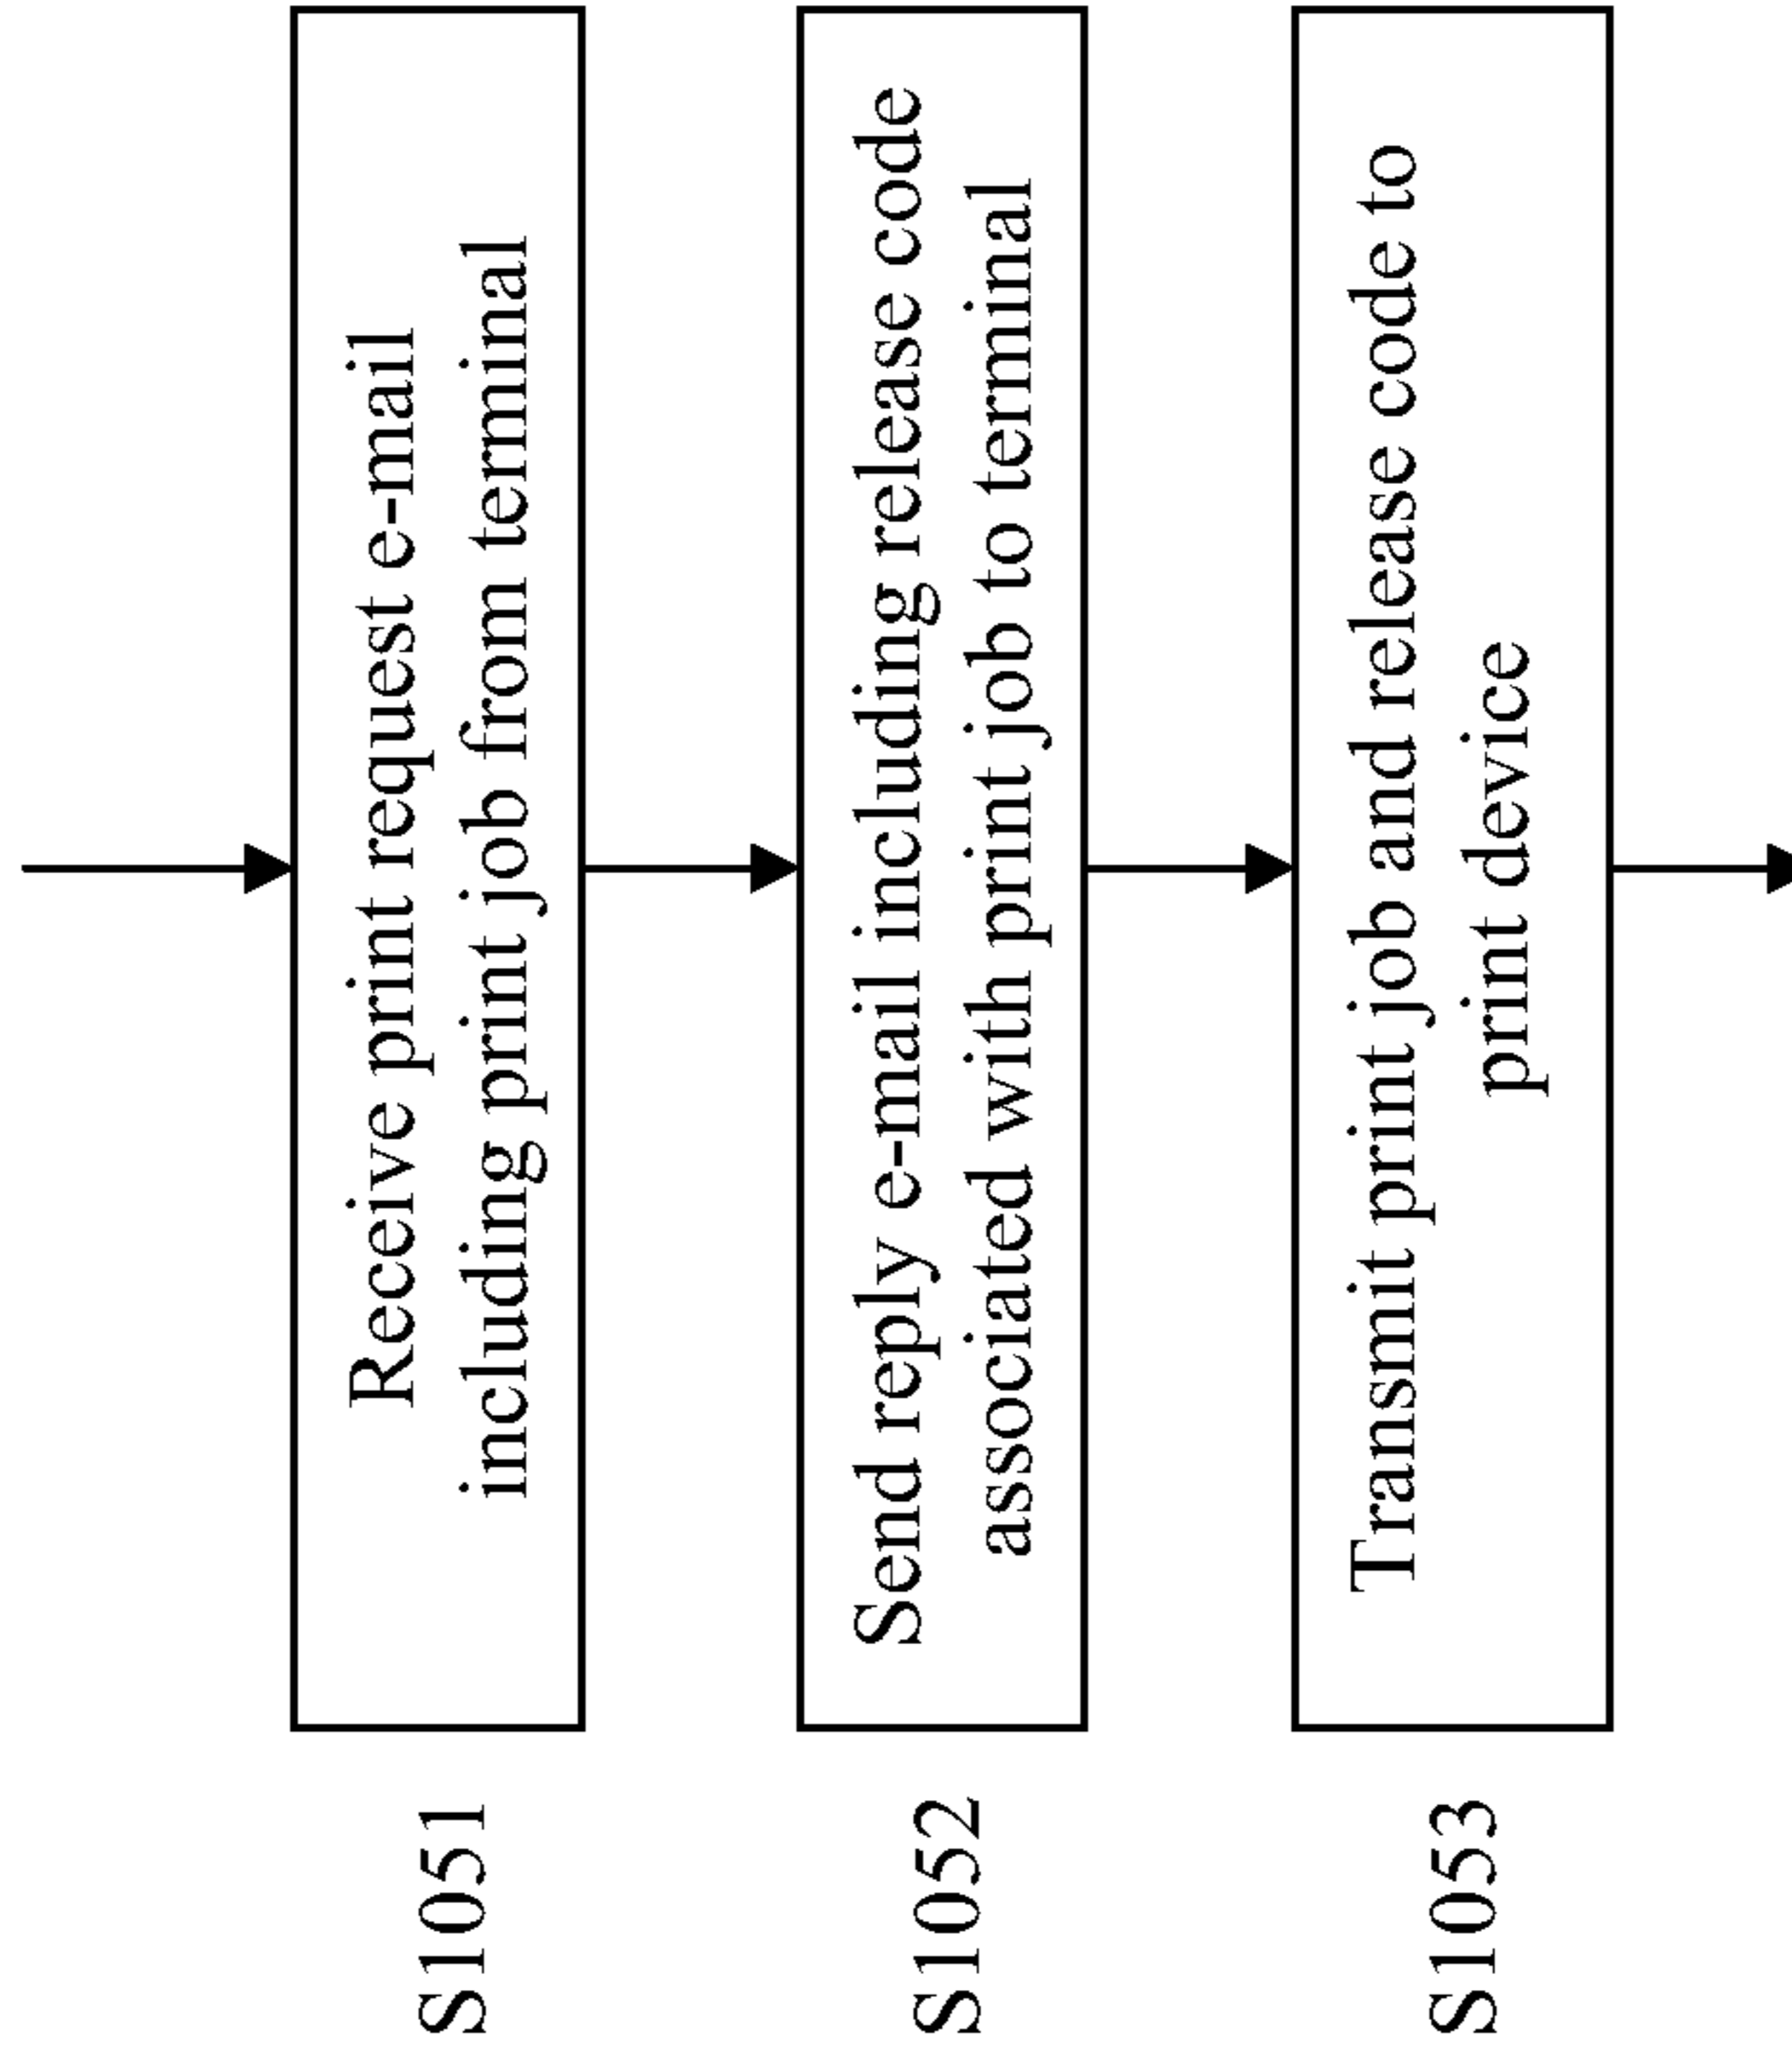 S1051
Receive print request e-mail
including print job from terminal
S1052
Send reply e-mail including release code
associated with print job to terminal
S1053
Transmit print job and release code to
print device